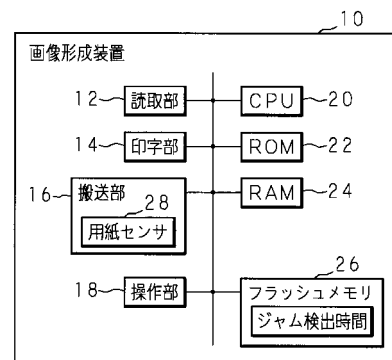 10
画像形成装置
12 読取部 CPU 20
14 印字部 ROM 22
16 搬送部 RAM 24
28
用紙センサ
26
18 操作部 フラッシュメモリ
ジャム検出時間